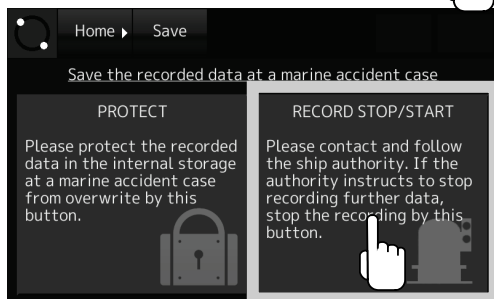 Home Save
Save the recorded data at a marine accident case
PROTECT
Please protect the recorded
data in the internal storage
at a marine accident case
from overwrite by this
button.
RECORD STOP/START
Please contact and follow
the ship authority. If the
authority instructs to stop
recording further data,
stop the recording by this
button.